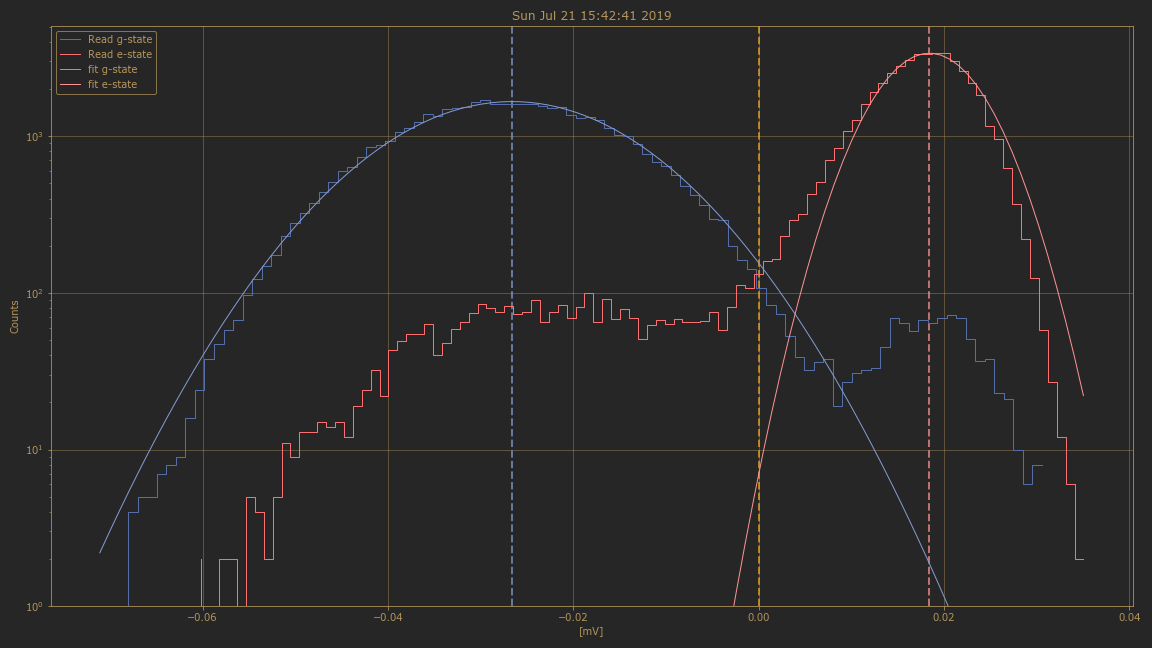 Sun Jul 21 15:42:41 2019
Read g-state
Read e-state
fit g-state
fit e-state
Counts
10³
10²
10¹
10⁰
−0.06
−0.04
−0.02
0.00
0.02
0.04
[mV]